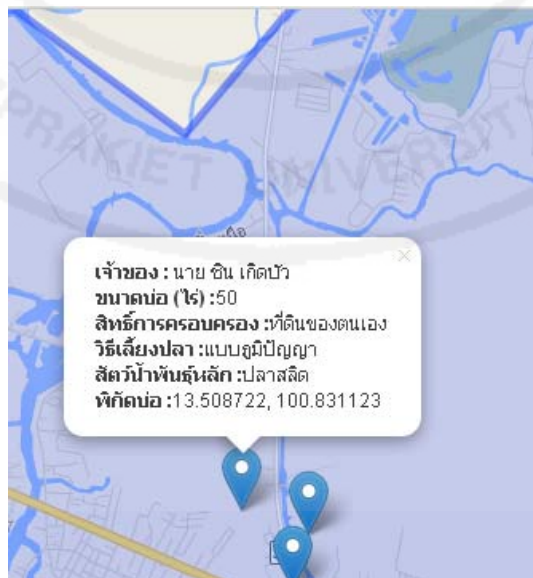 PRAKIET UNIVERSITY
×
เจ้าของ : นาย ชิน เกิดบัว
ขนาดบ่อ (ไร่) :50
สิทธิ์การครอบครอง :ที่ดินของตนเอง
วิธีเลี้ยงปลา :แบบภูมิปัญญา
สัตว์น้ำพันธุ์หลัก :ปลาสลิด
พิกัดบ่อ :13.508722, 100.831123